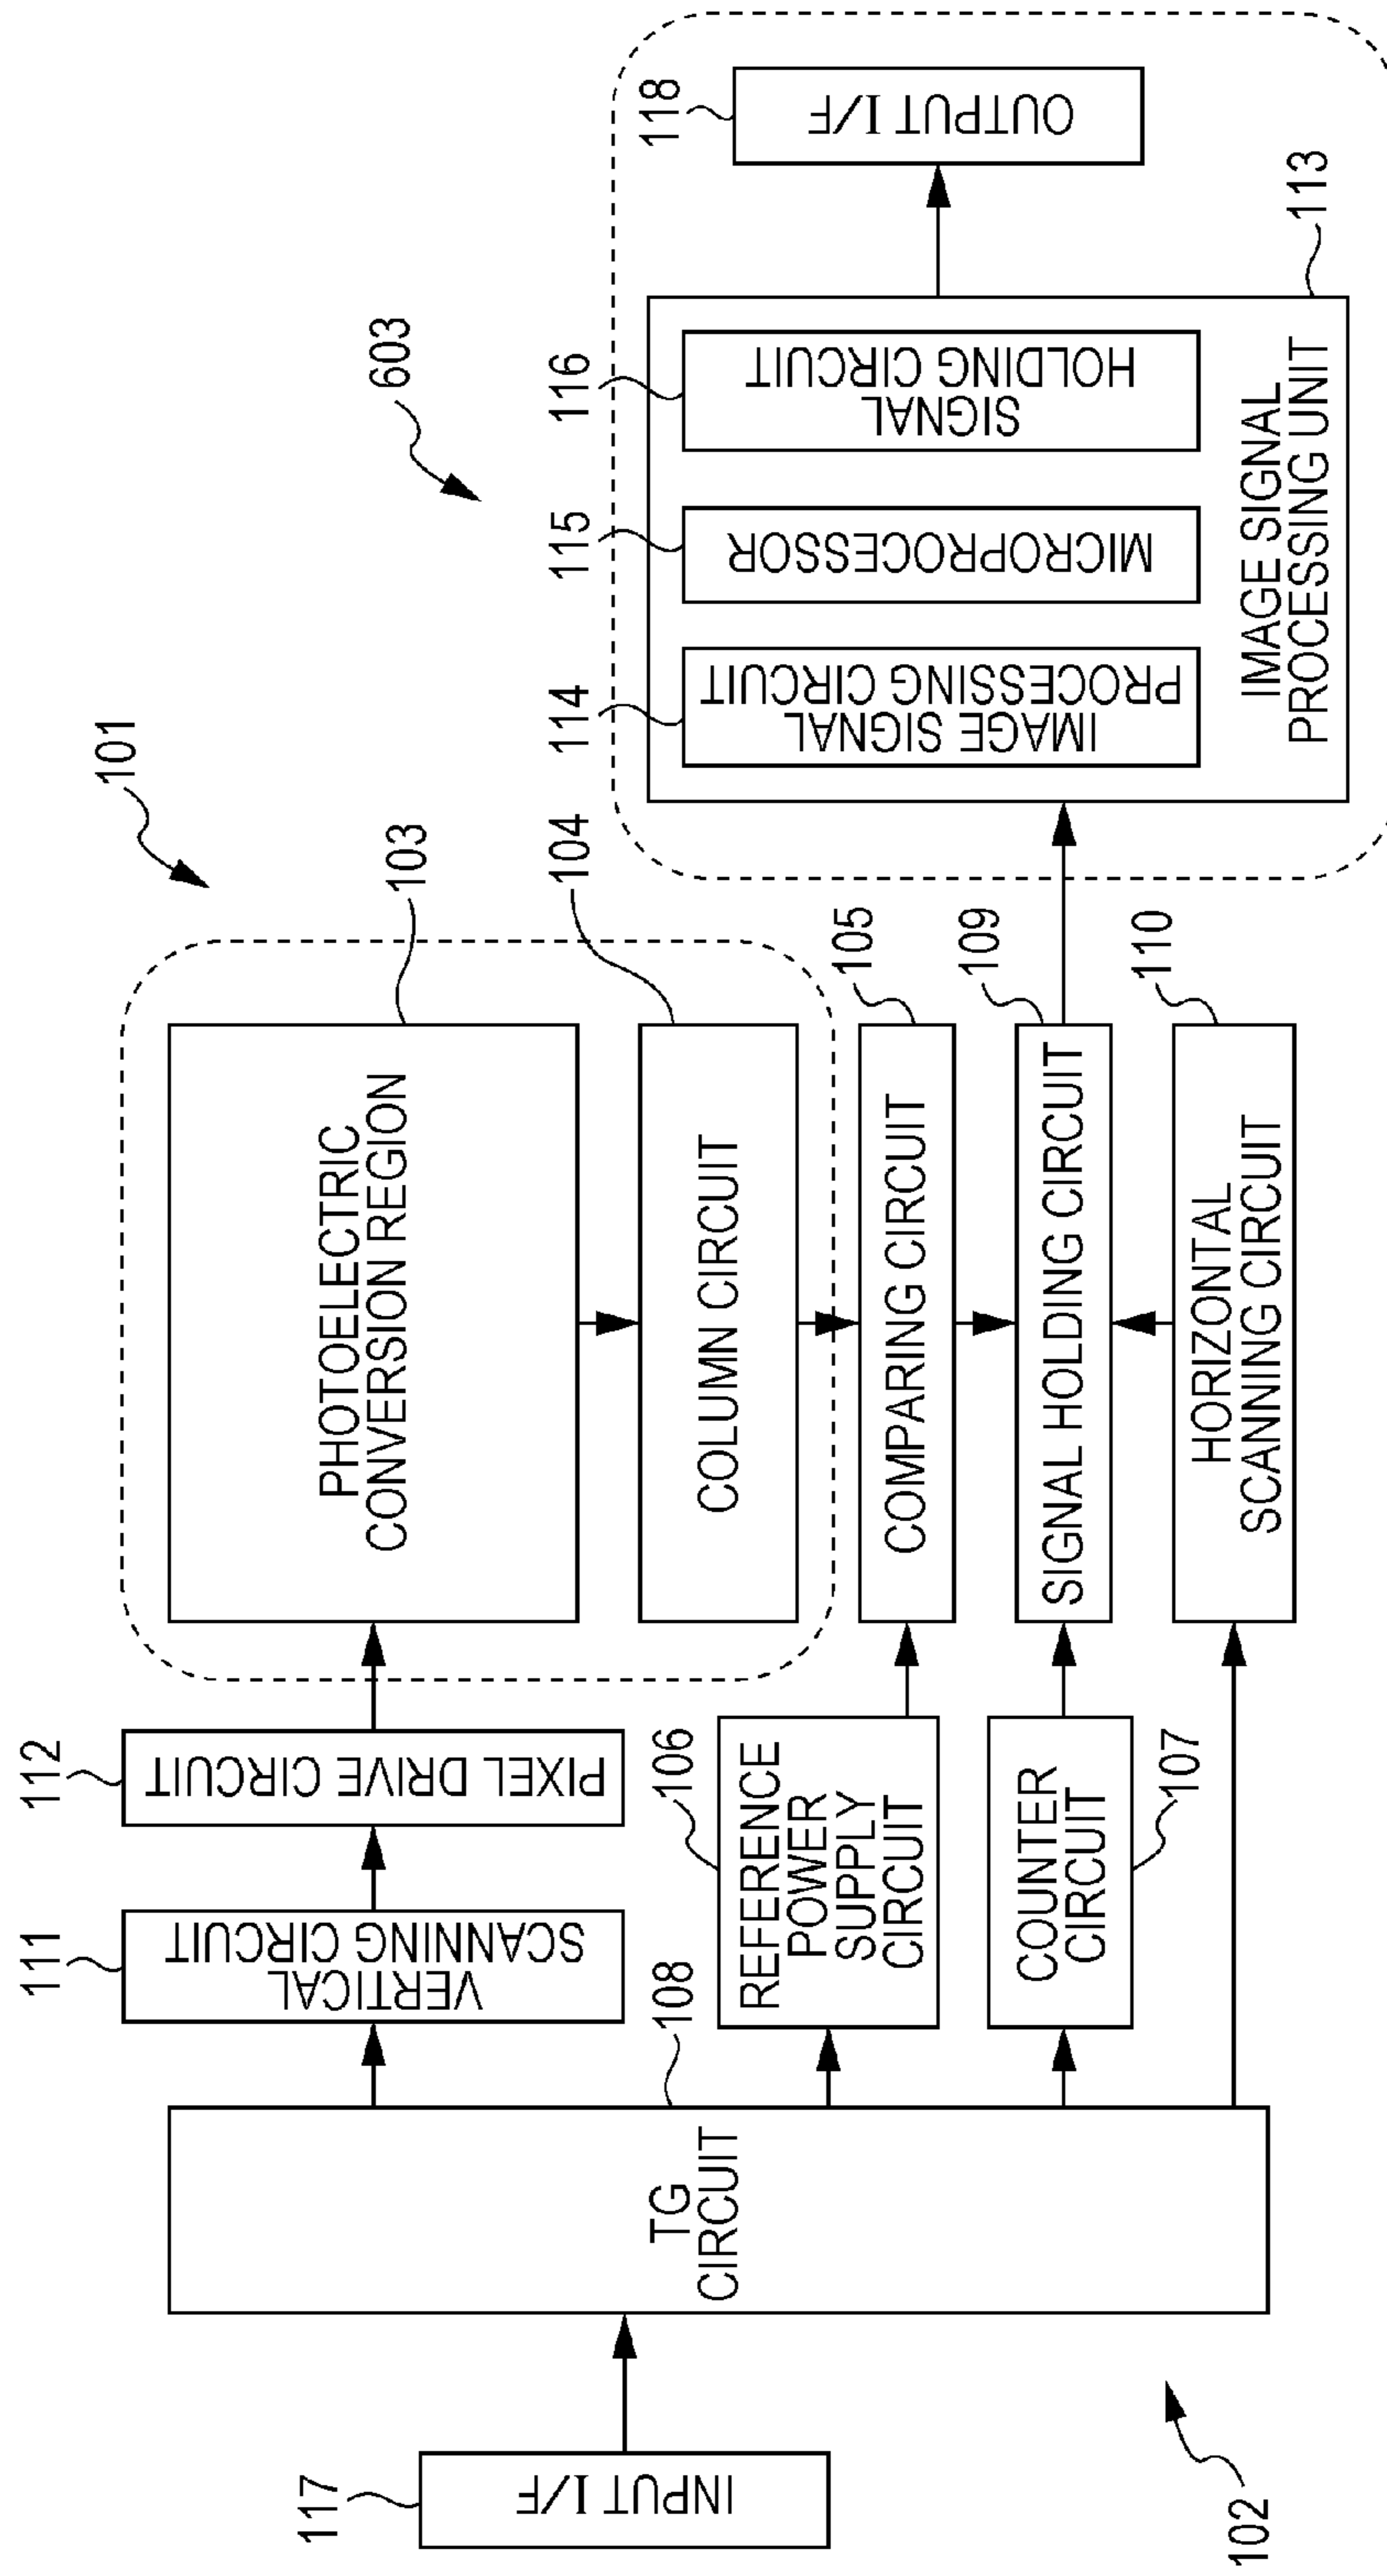 101
603
112
111
103
104
118
PHOTOELECTRIC
CONVERSION REGION
PIXEL DRIVE CIRCUIT
VERTICAL
SCANNING CIRCUIT
117
INPUT I/F
TG
CIRCUIT
108
COLUMN CIRCUIT
106
REFERENCE
POWER
SUPPLY
CIRCUIT
COMPARING CIRCUIT
105
COUNTER
CIRCUIT
107
SIGNAL HOLDING CIRCUIT
109
HORIZONTAL
SCANNING CIRCUIT
110
114
IMAGE SIGNAL
PROCESSING CIRCUIT
115
MICROPROCESSOR
116
SIGNAL
HOLDING CIRCUIT
OUTPUT I/F
IMAGE SIGNAL
PROCESSING UNIT
113
102